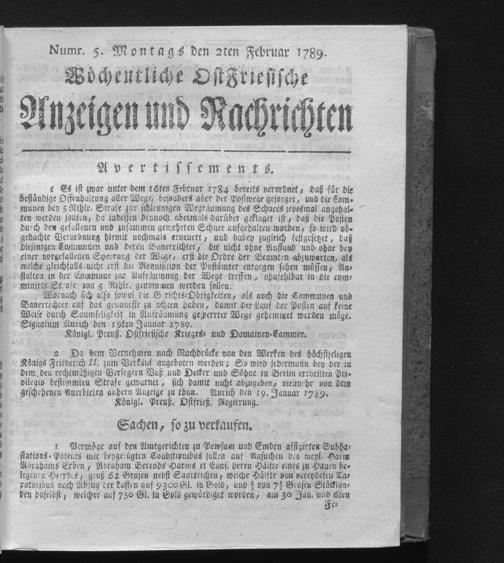 Numr. 5. Montags den 2ten Februar 1789.
Wöchentliche OstFriesische
Anzeigen und Nachrichten
Avertissements.
1 Es ist zwar unter dem 16ten Februar 1784 bereits verordnet, daß für die
beständige Offenhaltung aller Wege, besonders aber der Postwege gesorget, und die Com-
munen bey 5 Rthlr. Strafe zur schleunigen Wegräumung des Schnees jedesmal angehal-
ten werden sollen, da indessen dennoch abermals darüber geklaget ist, daß die Posten
durch den gefallenen und zusammen geweheten Schnee aufgehalten worden, so wird ob-
gedachte Verordnung hiemit nochmals erneuert, und dabey zugleich festgesetzt, daß
diejenigen Communen und deren Bauerrichter, die nicht ohne Anstand und ohne bey
einer vorgefallenen Sperrung der Wege, erst die Ordre der Beamten abzuwarten, als
welche gleichfalls nicht erst die Requisition der Postämter entgegen sehen müssen, An-
stalten in der Commune zur Aufräumung der Wege treffen, ohnfehlbar in die com-
minirte Strafe von 5 Rthlr. genommen werden sollen.
Wornach sich also sowol die Gerichts-Obrigkeiten, als auch die Communen und
Bauerrichter auf das genaueste zu achten haben, damit der Lauf der Posten auf keine
Weise durch Saumseligkeit in Aufräumung gesperrter Wege gehemmet werden möge.
Signatum Aurich den 19ten Januar 1789.
Königl. Preuß. Ostfriesische Krieges- und Domainen-Cammer.
2 Da dem Vernehmen nach Nachdrücke von den Werken des höchstseligen
Königs Friederich II. zum Verkauf angeboten werden; So wird jedermann bey der in
dem den rechtmäßigen Verlegern Voß und Decker und Söhne in Berlin ertheilten Pri-
vilegio bestimmten Strafe gewarnet, sich damit nicht abzugeben, vielmehr von dem
geschehenen Anerbieten anhero Anzeige zu thun. Aurich den 19. Januar 1789.
Königl. Preuß. Ostfries. Regierung.
Sachen, so zu verkaufen.
1 Vermöge auf den Amtgerichten zu Pewsum und Emden affigirten Subha-
stations-Patents mit beygefügten Conditionibus sollen auf Ansuchen des weyl. Harm
Abrahams Erben, Abraham Berends Harms et Cons. deren Hälfte eines zu Hauen be-
legenen Heerdes, groß 62 Grasen nebst Saatteichen, welche Hälfte von vereydeten Ta-
xatoribus nach Abzug der Lasten auf 9300 Gl. in Gold, und von 7½ Grasen Stücklan-
den daselbst, welcher auf 750 Gl. in Gold gewürdiget worden, am 30 Jan. und 6ten
Fe-